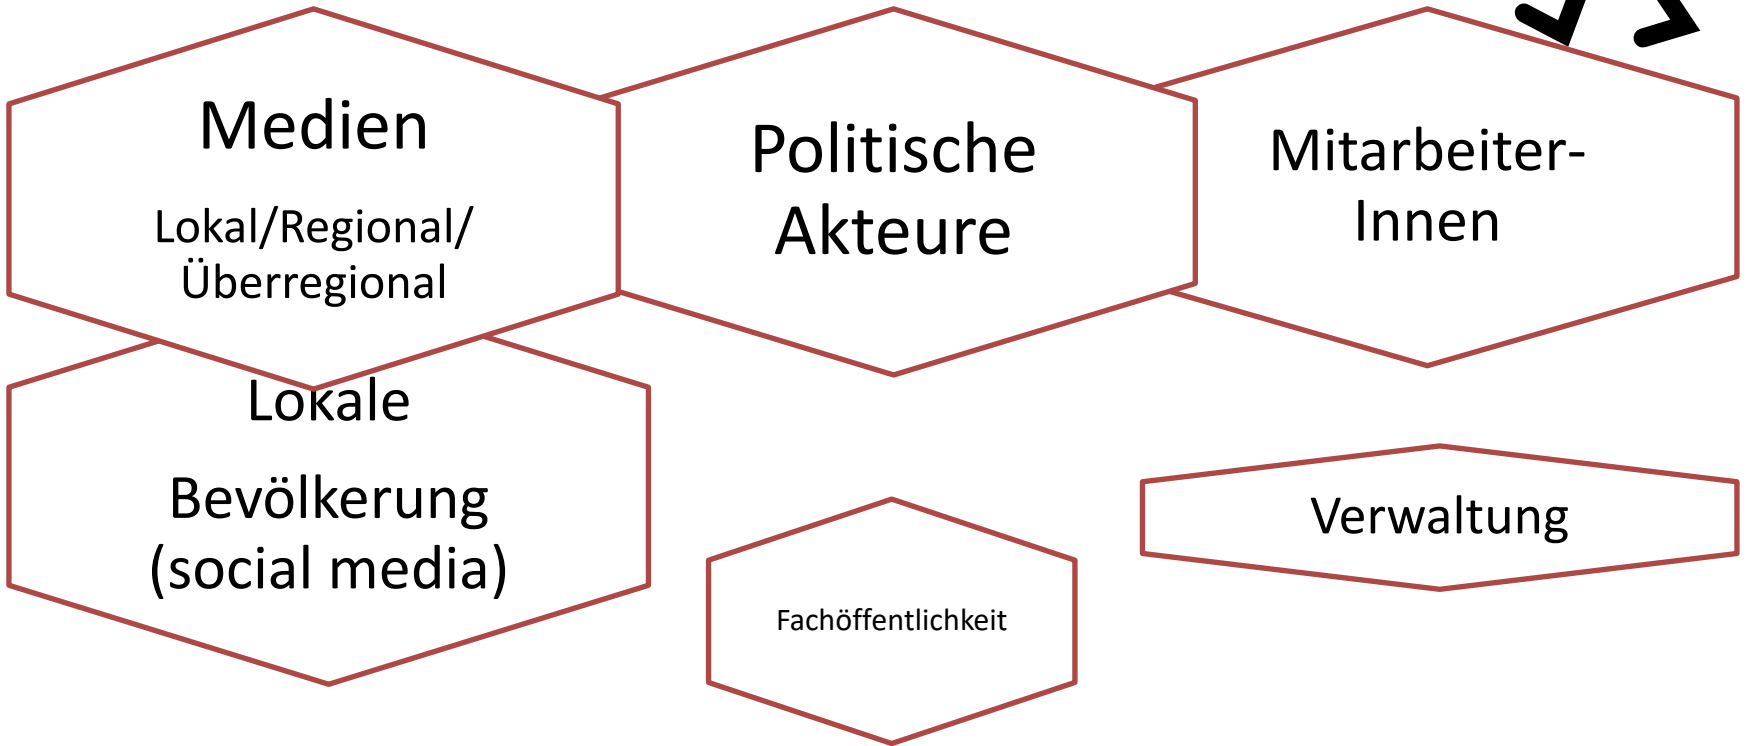 Medien
Lokal/Regional/
Überregional
Politische
Akteure
Mitarbeiter-
Innen
Lokale
Bevölkerung
(social media)
Fachöffentlichkeit
Verwaltung